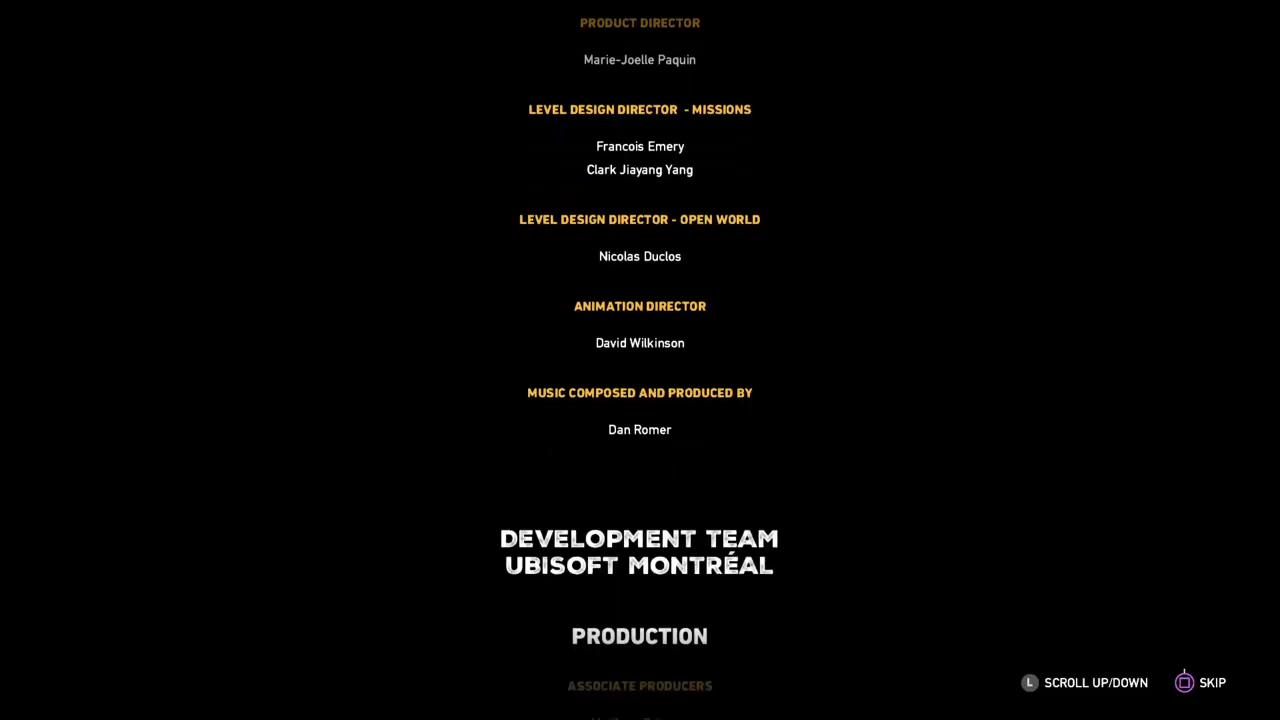 PRODUCT DIRECTOR
Marie-Joelle Paquin
LEVEL DESIGN DIRECTOR - MISSIONS
Francois Emery
Clark Jiayang Yang
LEVEL DESIGN DIRECTOR - OPEN WORLD
Nicolas Duclos
ANIMATION DIRECTOR
David Wilkinson
MUSIC COMPOSED AND PRODUCED BY
Dan Romer
DEVELOPMENT TEAM
UBISOFT MONTRÉAL
PRODUCTION
ASSOCIATE PRODUCERS
L SCROLL UP/DOWN SKIP